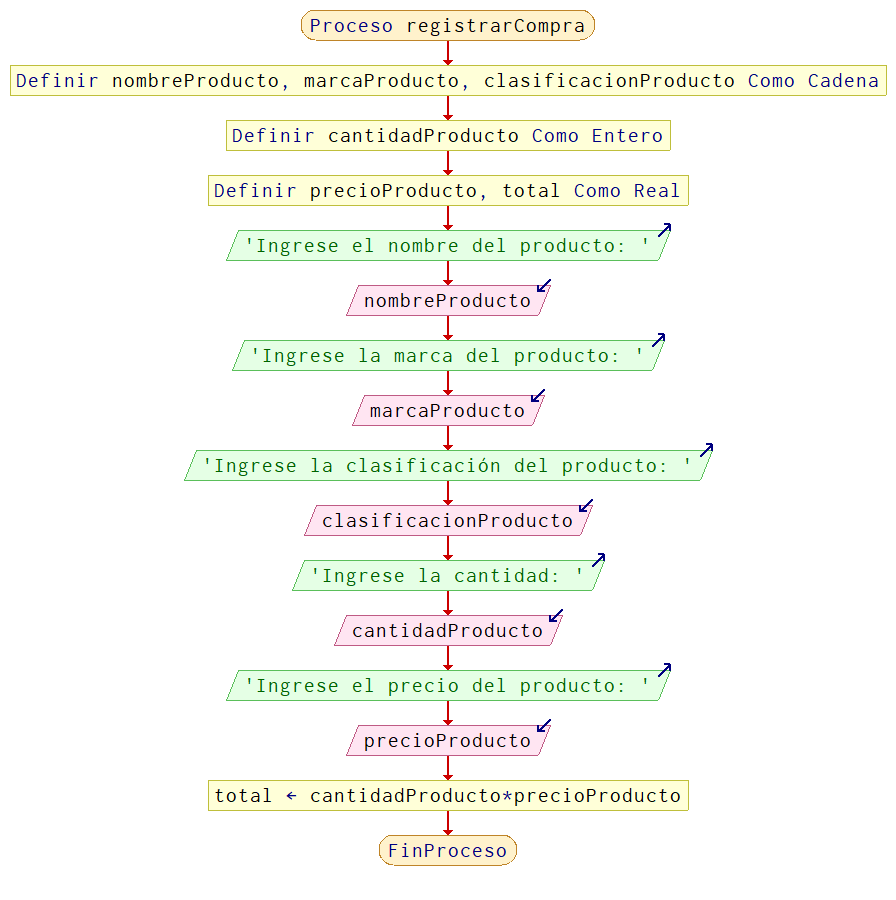 Proceso registrarCompra
Definir nombreProducto, marcaProducto, clasificacionProducto Como Cadena
Definir cantidadProducto Como Entero
Definir precioProducto, total Como Real
'Ingrese el nombre del producto: '
nombreProducto
'Ingrese la marca del producto: '
marcaProducto
'Ingrese la clasificación del producto: '
clasificacionProducto
'Ingrese la cantidad: '
cantidadProducto
'Ingrese el precio del producto: '
precioProducto
total ← cantidadProducto*precioProducto
FinProceso